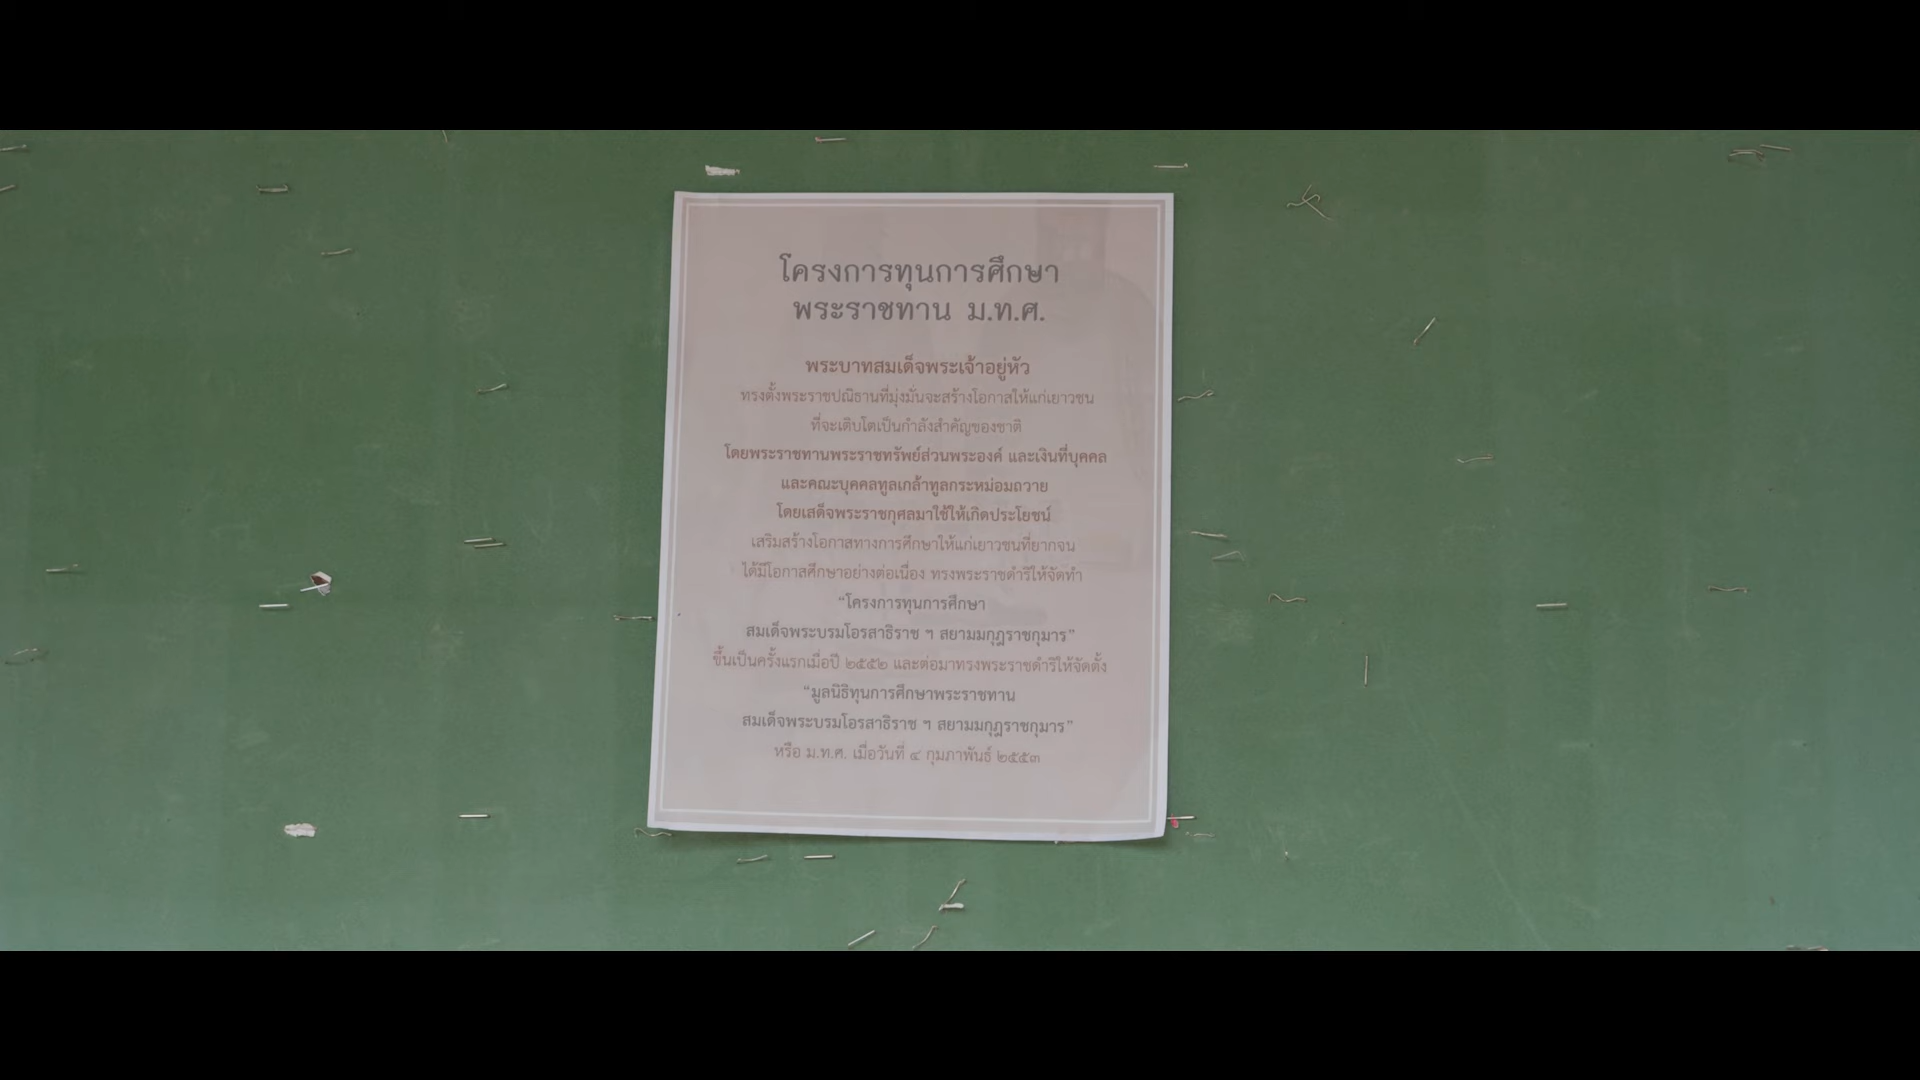 โครงการทุนการศึกษา
พระราชทาน ม.ท.ศ.
พระบาทสมเด็จพระเจ้าอยู่หัว
ทรงตั้งพระราชปณิธานที่มุ่งมั่นจะสร้างโอกาสให้แก่เยาวชน
ที่จะเติบโตเป็นกำลังสำคัญของชาติ
โดยพระราชทานพระราชทรัพย์ส่วนพระองค์ และเงินที่บุคคล
และคณะบุคคลทูลเกล้าทูลกระหม่อมถวาย
โดยเสด็จพระราชกุศลมาใช้ให้เกิดประโยชน์
เสริมสร้างโอกาสทางการศึกษาให้แก่เยาวชนที่ยากจน
ได้มีโอกาสศึกษาอย่างต่อเนื่อง ทรงพระราชดำริให้จัดทำ
“โครงการทุนการศึกษา
สมเด็จพระบรมโอรสาธิราช ฯ สยามมกุฎราชกุมาร”
ขึ้นเป็นครั้งแรกเมื่อปี ๒๕๕๒ และต่อมาทรงพระราชดำริให้จัดตั้ง
“มูลนิธิทุนการศึกษาพระราชทาน
สมเด็จพระบรมโอรสาธิราช ฯ สยามมกุฎราชกุมาร”
หรือ ม.ท.ศ. เมื่อวันที่ ๔ กุมภาพันธ์ ๒๕๕๓